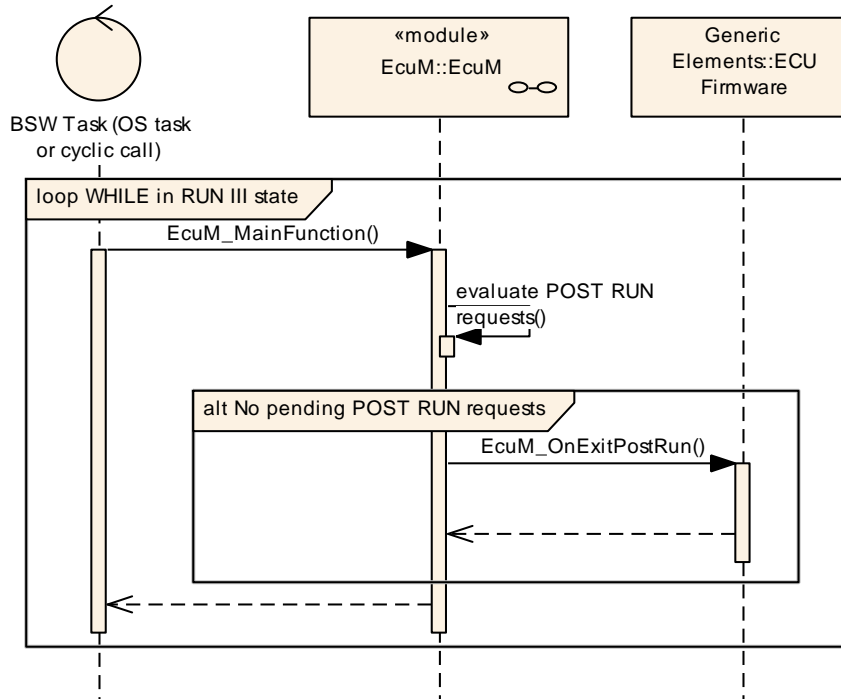 «module»
EcuM::EcuM
Generic
Elements::ECU
Firmware
BSW Task (OS task
or cyclic call)
loop WHILE in RUN III state
EcuM_MainFunction()
evaluate POST RUN
requests()
alt No pending POST RUN requests
EcuM_OnExitPostRun()